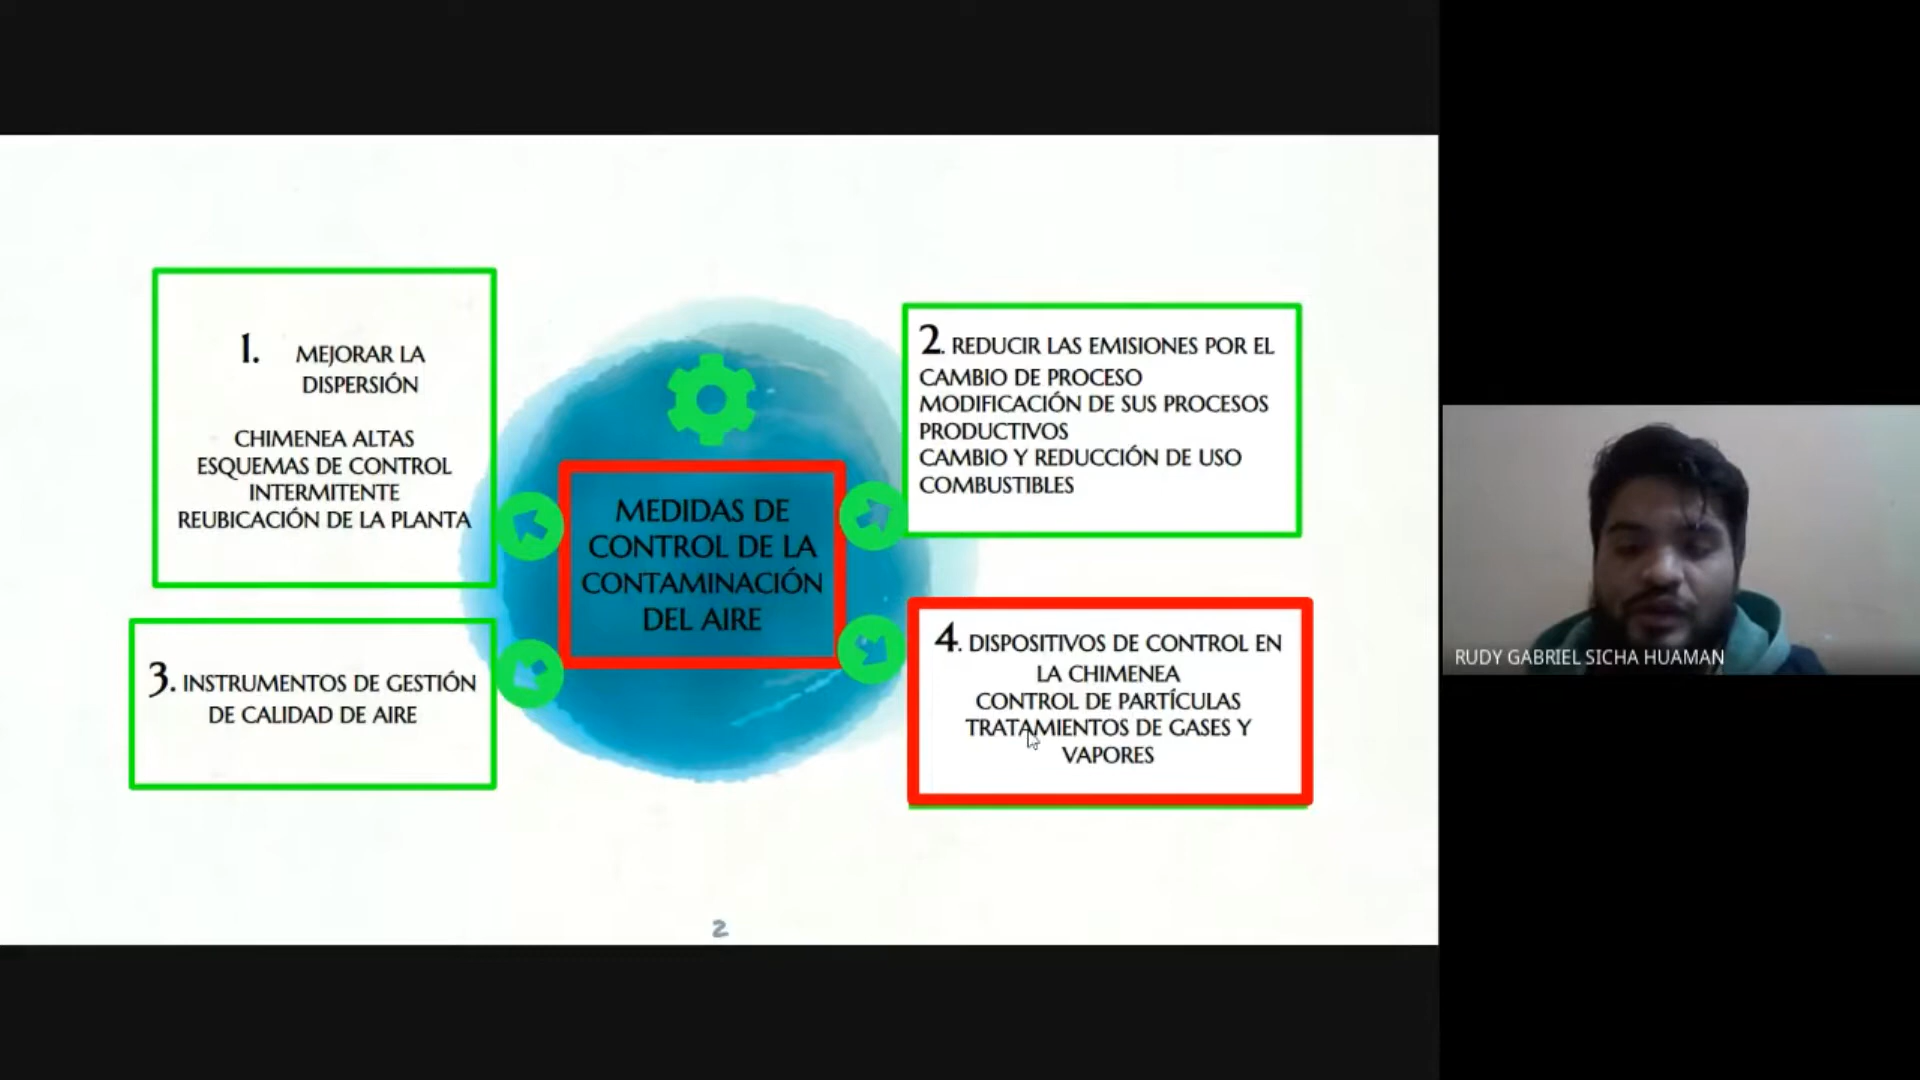 1. MEJORAR LA
DISPERSIÓN
CHIMENEA ALTAS
ESQUEMAS DE CONTROL
INTERMITENTE
REUBICACIÓN DE LA PLANTA
2. REDUCIR LAS EMISIONES POR EL
CAMBIO DE PROCESO
MODIFICACIÓN DE SUS PROCESOS
PRODUCTIVOS
CAMBIO Y REDUCCIÓN DE USO
COMBUSTIBLES
MEDIDAS DE
CONTROL DE LA
CONTAMINACIÓN
DEL AIRE
3. INSTRUMENTOS DE GESTIÓN
DE CALIDAD DE AIRE
4. DISPOSITIVOS DE CONTROL EN
LA CHIMENEA
CONTROL DE PARTÍCULAS
TRATAMIENTOS DE GASES Y
VAPORES
2
RUDY GABRIEL SICHA HUAMAN